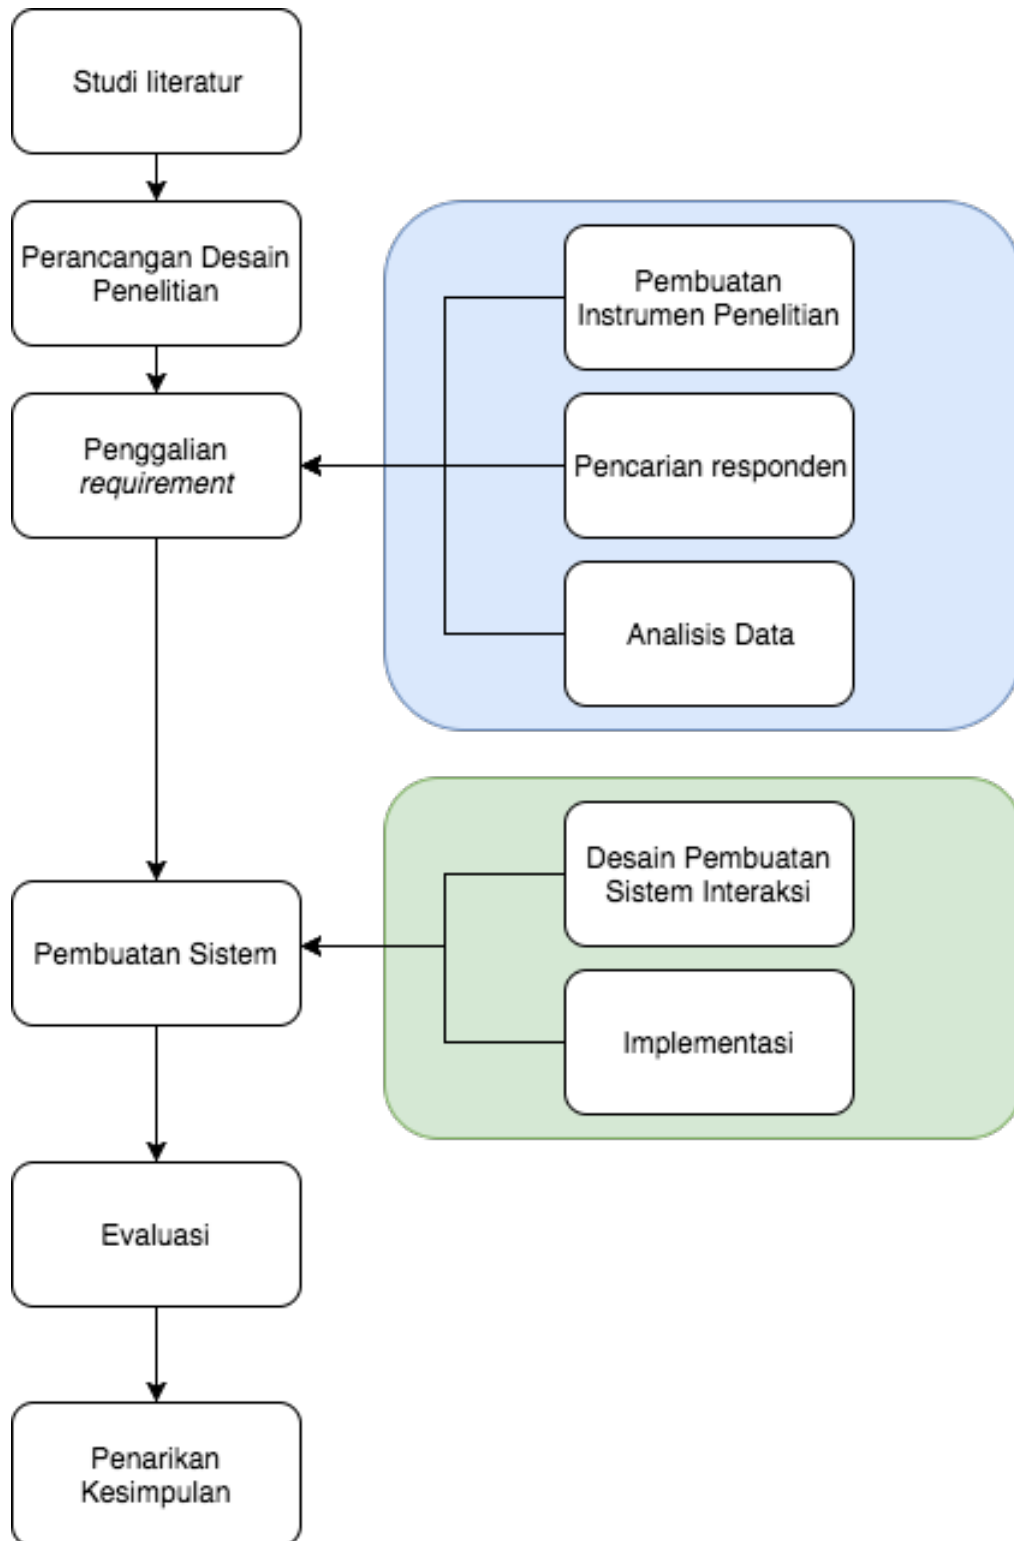 Studi literatur
Perancangan Desain
Penelitian
Penggalian
requirement
Pembuatan
Instrumen Penelitian
Pencarian responden
Analisis Data
Pembuatan Sistem
Desain Pembuatan
Sistem Interaksi
Implementasi
Evaluasi
Penarikan
Kesimpulan